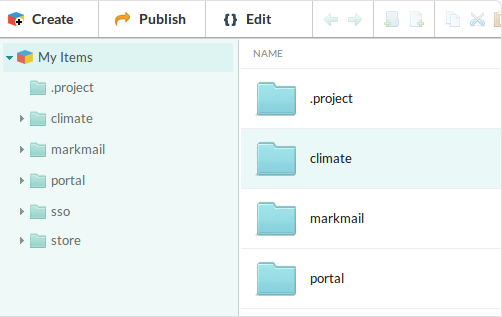 Create Publish Edit
My Items
.project
climate
markmail
portal
sso
store
NAME
.project
climate
markmail
portal